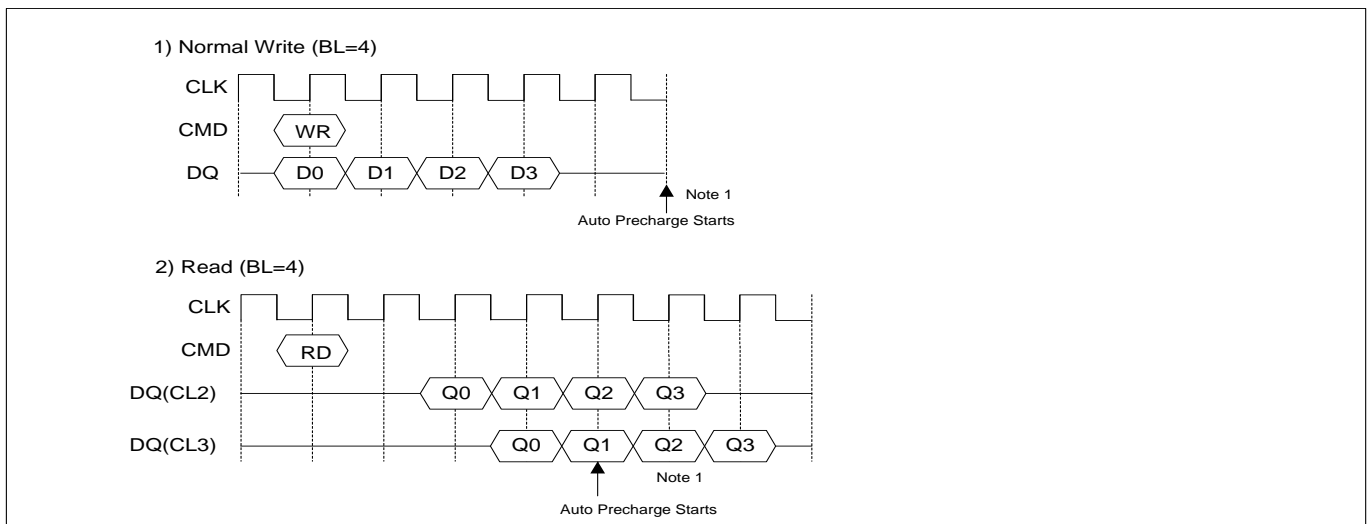 1) Normal Write (BL=4)
CLK
CMD WR
DQ D0 D1 D2 D3
Note 1
Auto Precharge Starts
2) Read (BL=4)
CLK
CMD RD
DQ(CL2) Q0 Q1 Q2 Q3
DQ(CL3) Q0 Q1 Q2 Q3
Note 1
Auto Precharge Starts